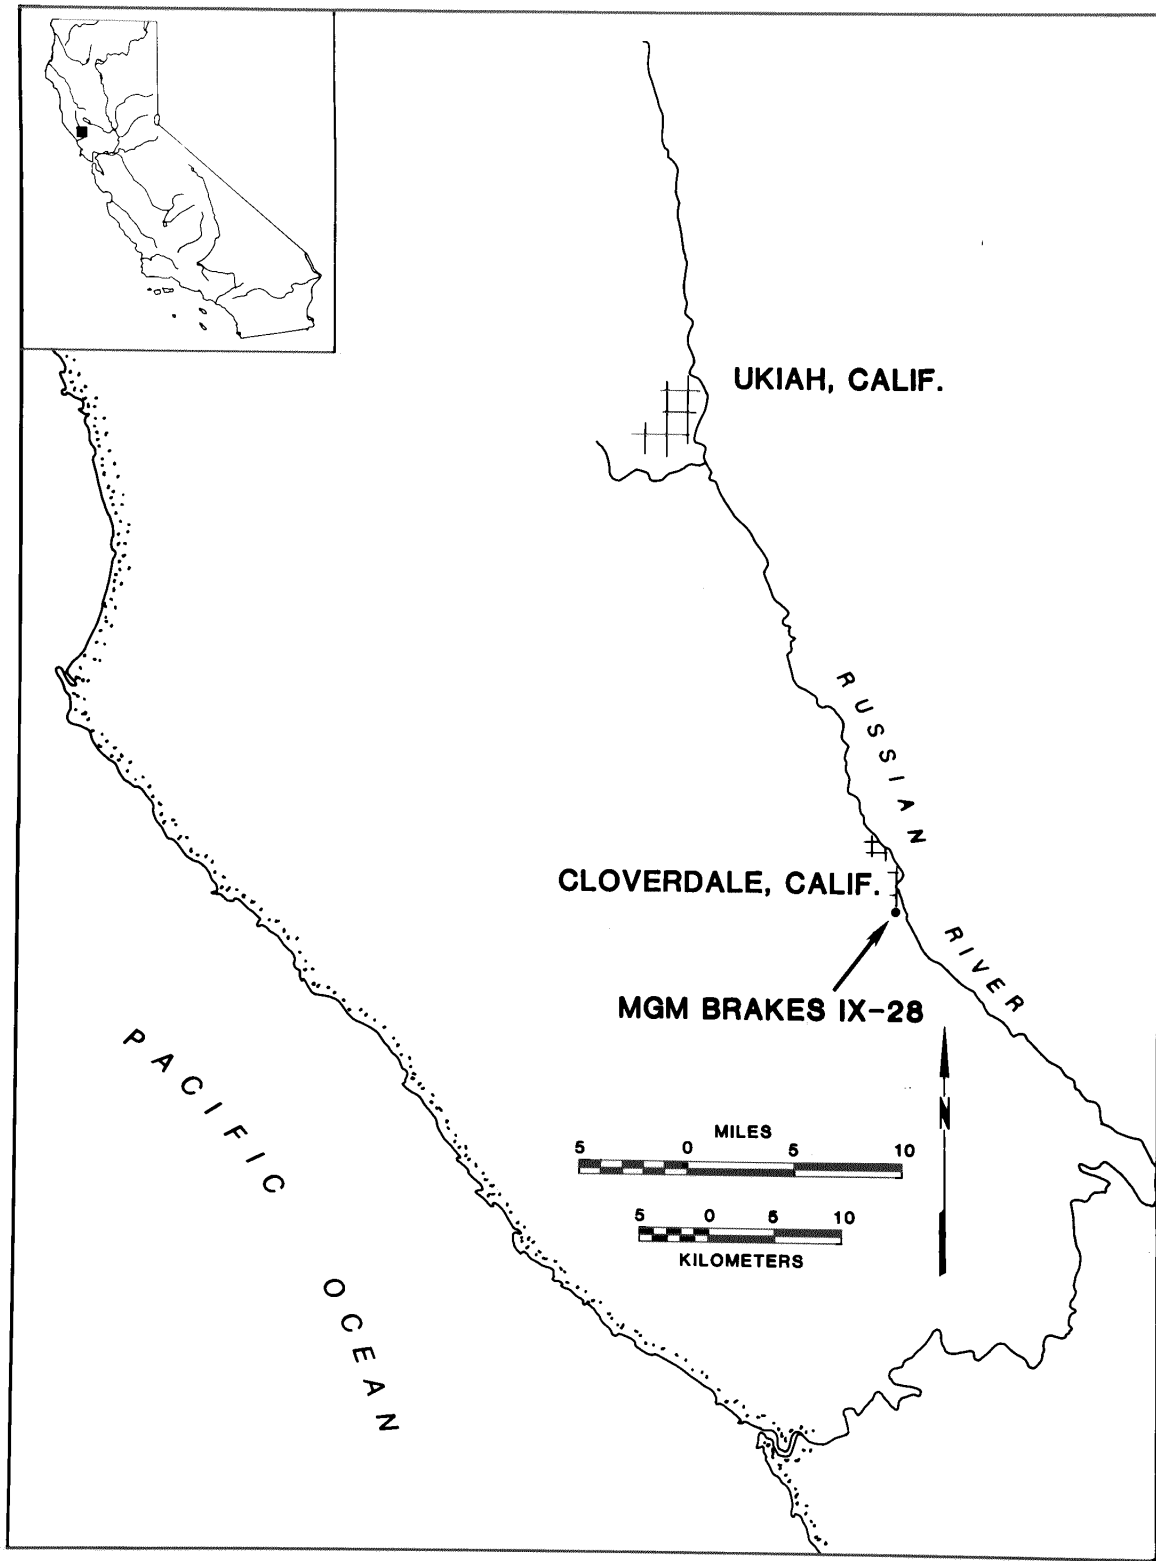 UKIAH, CALIF.
RUSSIAN
CLOVERDALE, CALIF.
RIVER
MGM BRAKES IX-28
PACIFIC
N
MILES
5 0 5 10
5 0 5 10
KILOMETERS
OCEAN